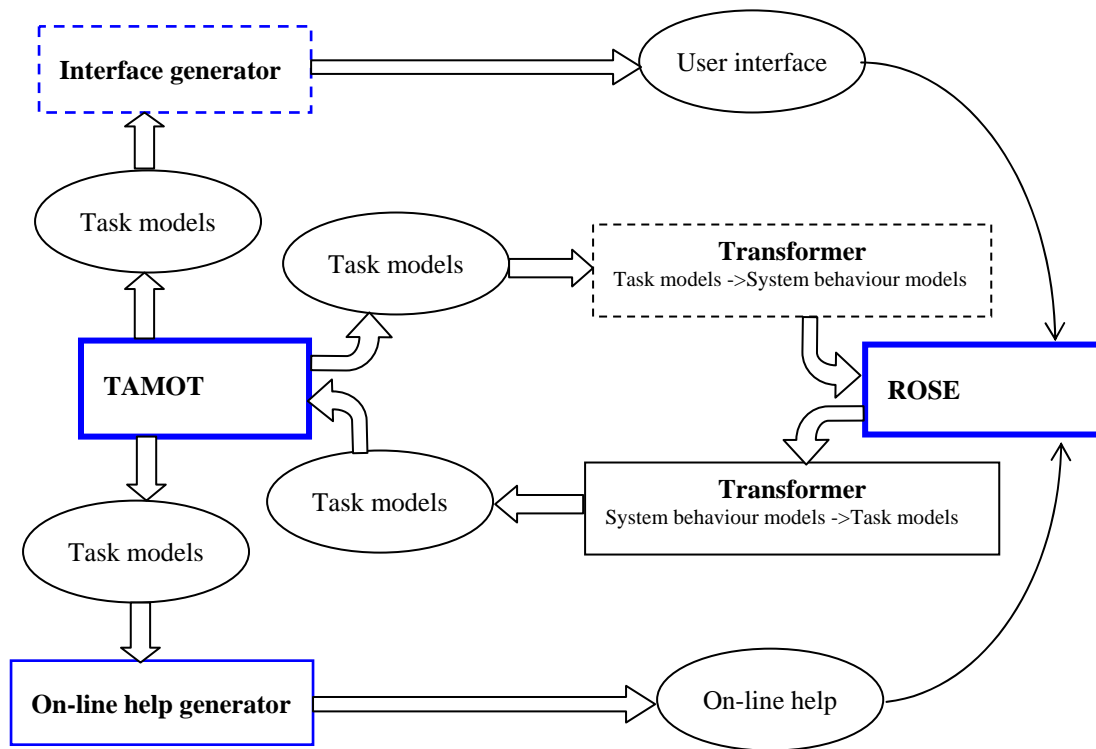 Interface generator
User interface
Task models
Task models
Transformer
Task models ->System behaviour models
TAMOT
ROSE
Task models
Transformer
System behaviour models ->Task models
Task models
On-line help generator
On-line help